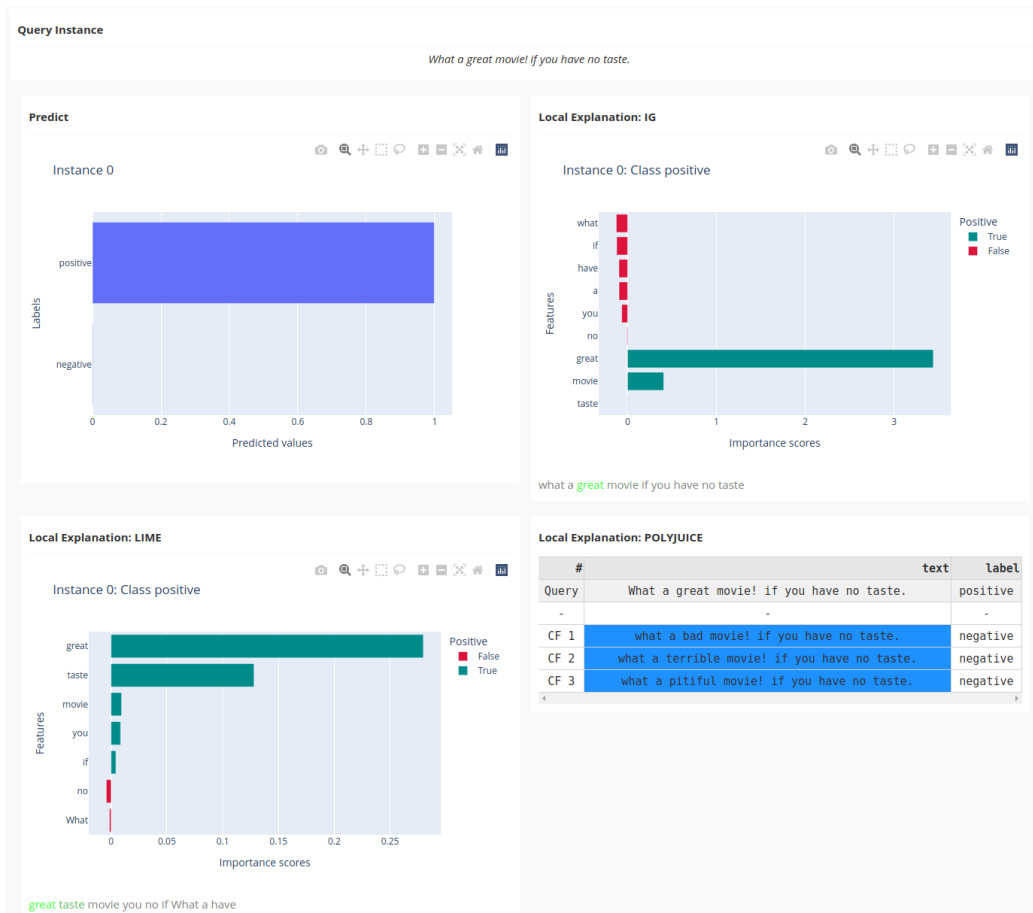 Query Instance
What a great movie! if you have no taste.
Predict
Instance 0
positive
negative
Labels
0 0.2 0.4 0.6 0.8 1
Predicted values
Local Explanation: IG
Instance 0: Class positive
what
if
have
a
you
no
great
movie
taste
Features
0 1 2 3
Importance scores
Positive
True
False
what a great movie if you have no taste
Local Explanation: LIME
Instance 0: Class positive
great
taste
movie
you
if
no
What
Features
0 0.05 0.1 0.15 0.2 0.25
Importance scores
Positive
False
True
great taste movie you no if What a have
Local Explanation: POLYJUICE
# text label
Query What a great movie! if you have no taste. positive
- - -
CF 1 what a bad movie! if you have no taste. negative
CF 2 what a terrible movie! if you have no taste. negative
CF 3 what a pitiful movie! if you have no taste. negative